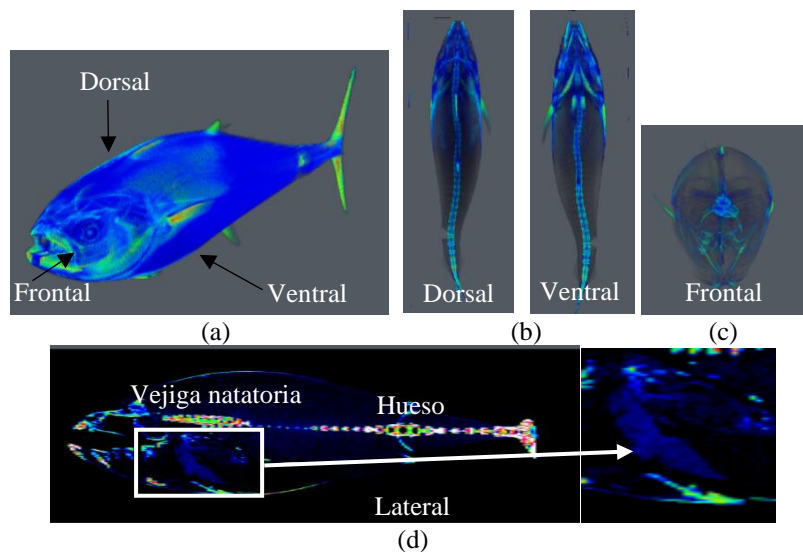 Dorsal
Frontal
Ventral
(a)
Dorsal
Ventral
(b)
Frontal
(c)
Vejiga natatoria
Hueso
Lateral
(d)